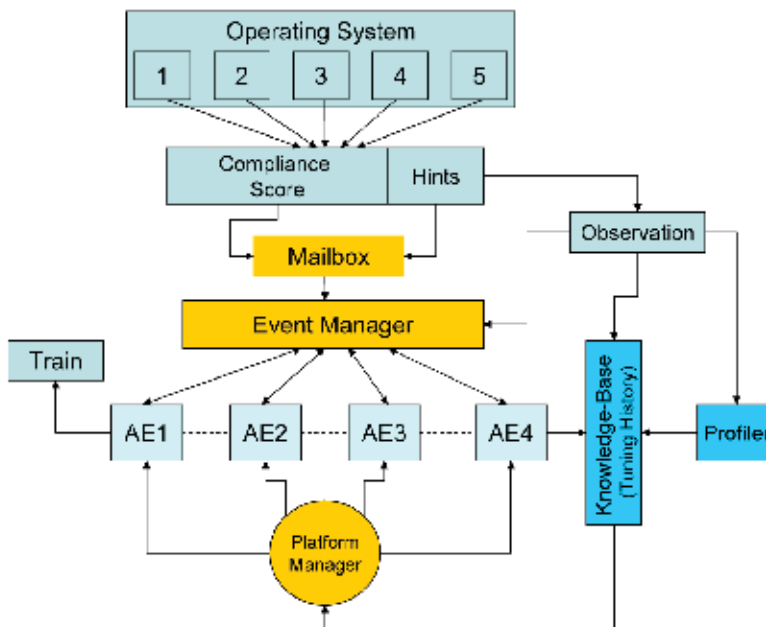 Operating System
1 2 3 4 5
Compliance Score
Hints
Observation
Mailbox
Event Manager
Train
AE1 AE2 AE3 AE4
Knowledge-Base
(Tuning History)
Profiler
Platform
Manager